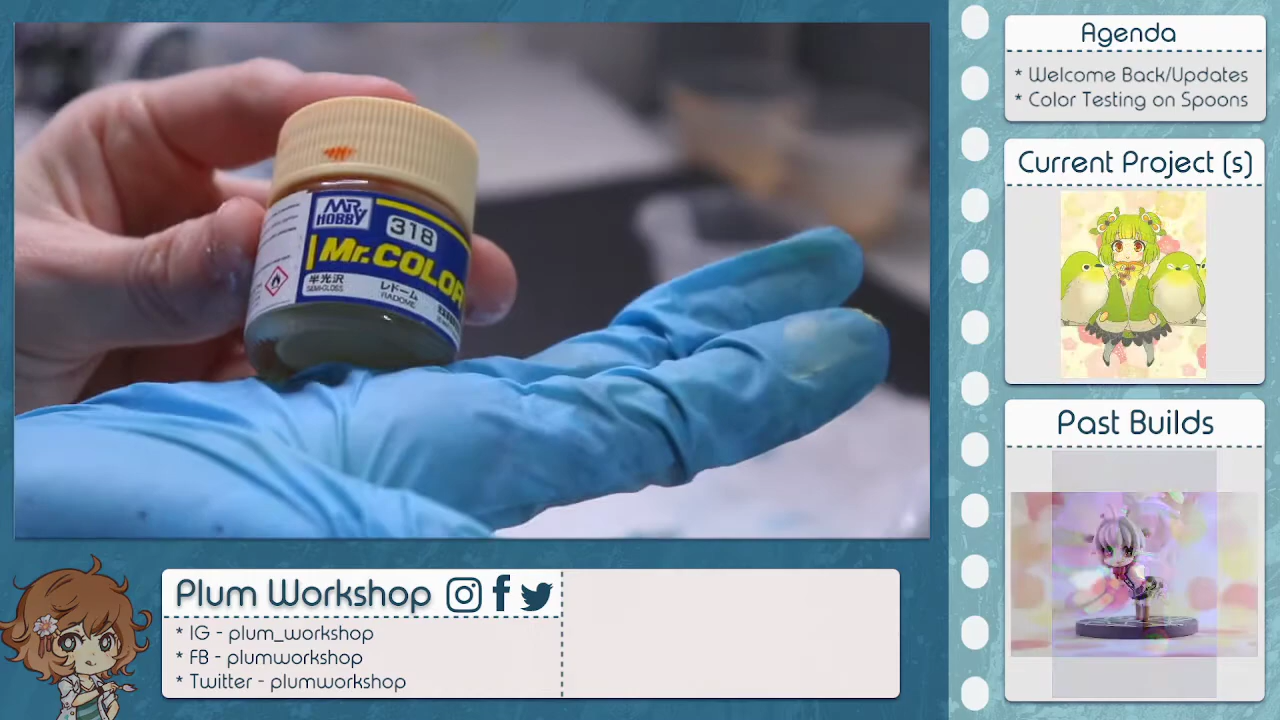 MR
HOBBY
318
Mr.COLOR
半光沢
SEMI-GLOSS
レドーム
RADOME
Agenda
* Welcome Back/Updates
* Color Testing on Spoons
Current Project (s)
Past Builds
Plum Workshop
* IG - plum_workshop
* FB - plumworkshop
* Twitter - plumworkshop